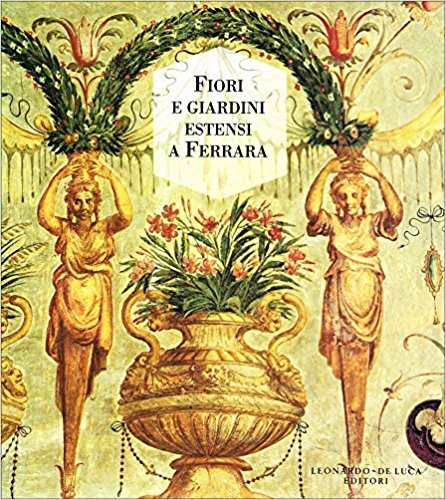 FIORI
E GIARDINI
ESTENSI
A FERRARA
LEONARDO-DE LUCA
EDITORI